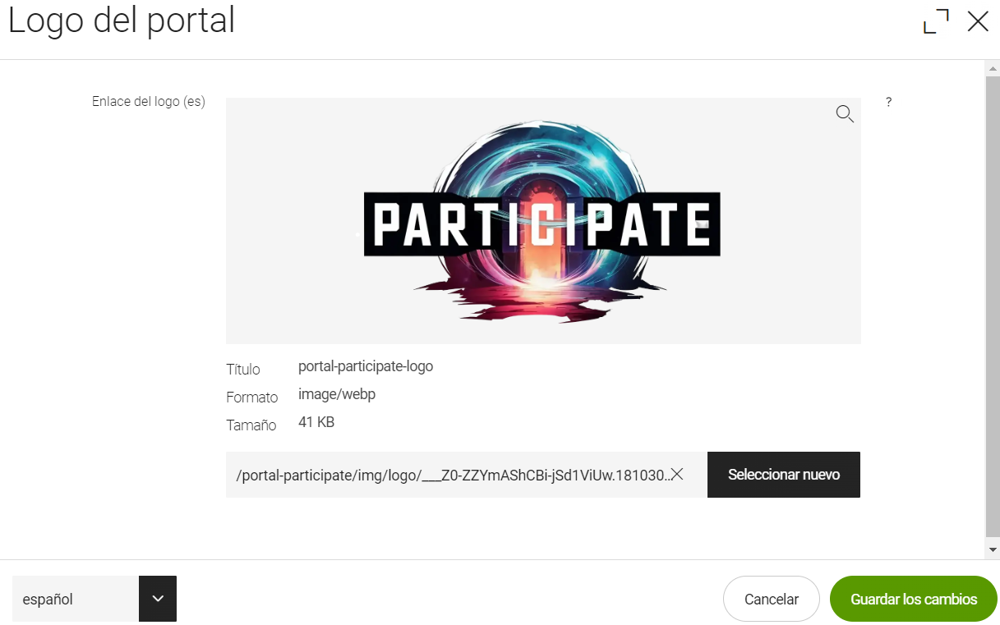 Logo del portal
Enlace del logo (es)
?
PARTICIPATE
Título portal-participate-logo
Formato image/webp
Tamaño 41 KB
/portal-participate/img/logo/___Z0-ZZYmAShCBi-jSd1ViUw.181030..
Seleccionar nuevo
español
Cancelar
Guardar los cambios